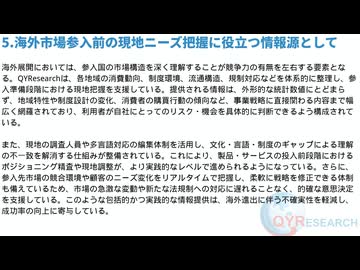 5.海外市場参入前の現地ニーズ把握に役立つ情報源として
海外展開においては、参入国の市場構造を深く理解することが競争力の有無を左右する要素とな
る。QYResearchは、各地域の消費動向、制度環境、流通構造、規制対応などを体系的に整理し、参
入準備段階における現地把握を支援している。提供される情報は、外形的な統計数値にとどまら
ず、地域特性や制度設計の変化、消費者の購買行動の傾向など、事業戦略に直接関わる内容まで幅
広く網羅されており、利用者が自社にとってのリスク・機会を具体的に判断できるよう構成されて
いる。
また、現地の調査人員や多言語対応の編集体制を活用し、文化・言語・制度のギャップによる理解
の不一致を解消する仕組みが整備されている。これにより、製品・サービスの投入前段階における
ポジショニング精査や現地調整が、より実践的なレベルで進められるようになっている。さらに、
参入先市場の競合環境や顧客のニーズ変化をリアルタイムで把握し、柔軟に戦略を修正できる体制
も備えているため、市場の急激な変動や新たな法規制への対応に遅れることなく、的確な意思決定
を支援している。このような包括的かつ実践的な情報提供は、海外進出に伴う不確実性を軽減し、
成功率の向上に寄与している。
QYRESEARCH